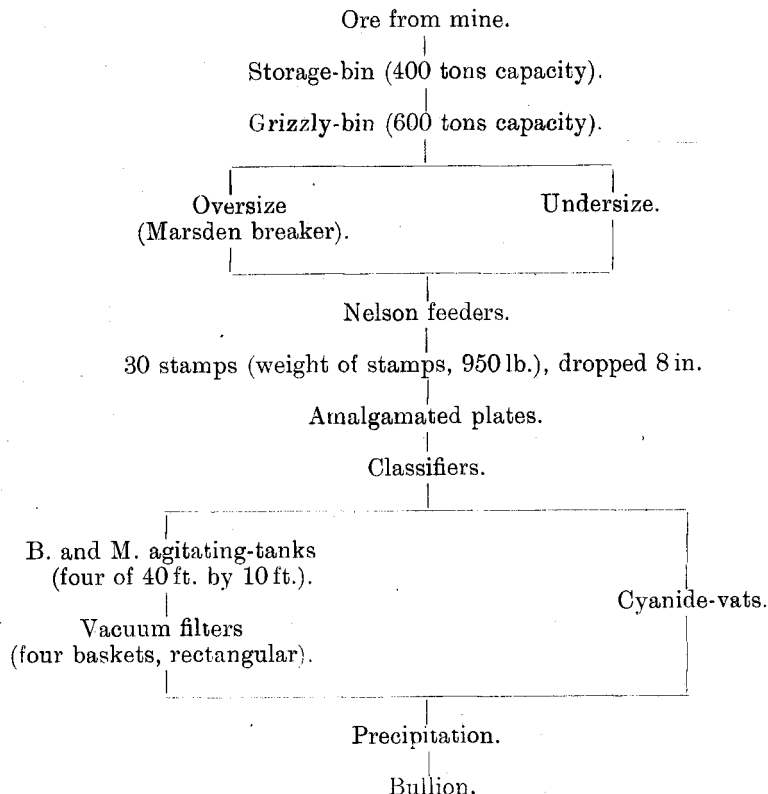 Ore from mine.
Storage-bin (400 tons capacity).
Grizzly-bin (600 tons capacity).
Oversize
(Marsden breaker).
Undersize.
Nelson feeders.
30 stamps (weight of stamps, 950 lb.), dropped 8 in.
Amalgamated plates.
Classifiers.
B. and M. agitating-tanks
(four of 40 ft. by 10 ft.).
Vacuum filters
(four baskets, rectangular).
Cyanide-vats.
Precipitation.
Bullion.